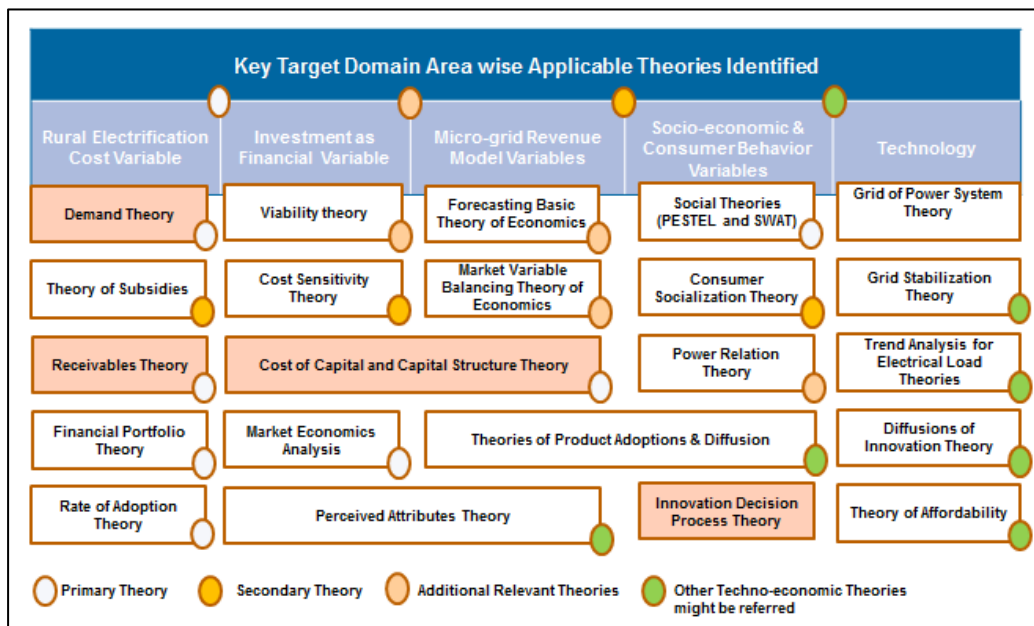 Key Target Domain Area wise Applicable Theories Identified
Rural Electrification
Cost Variable
Investment as
Financial Variable
Micro-grid Revenue
Model Variables
Socio-economic &
Consumer Behavior
Variables
Technology
Demand Theory
Viability theory
Forecasting Basic
Theory of Economics
Social Theories
(PESTEL and SWAT)
Grid of Power System
Theory
Theory of Subsidies
Cost Sensitivity
Theory
Market Variable
Balancing Theory of
Economics
Consumer
Socialization Theory
Grid Stabilization
Theory
Receivables Theory
Cost of Capital and Capital Structure Theory
Power Relation
Theory
Trend Analysis for
Electrical Load
Theories
Financial Portfolio
Theory
Market Economics
Analysis
Theories of Product Adoptions & Diffusion
Diffusions of
Innovation Theory
Rate of Adoption
Theory
Perceived Attributes Theory
Innovation Decision
Process Theory
Theory of Affordability
Primary Theory
Secondary Theory
Additional Relevant Theories
Other Techno-economic Theories
might be referred